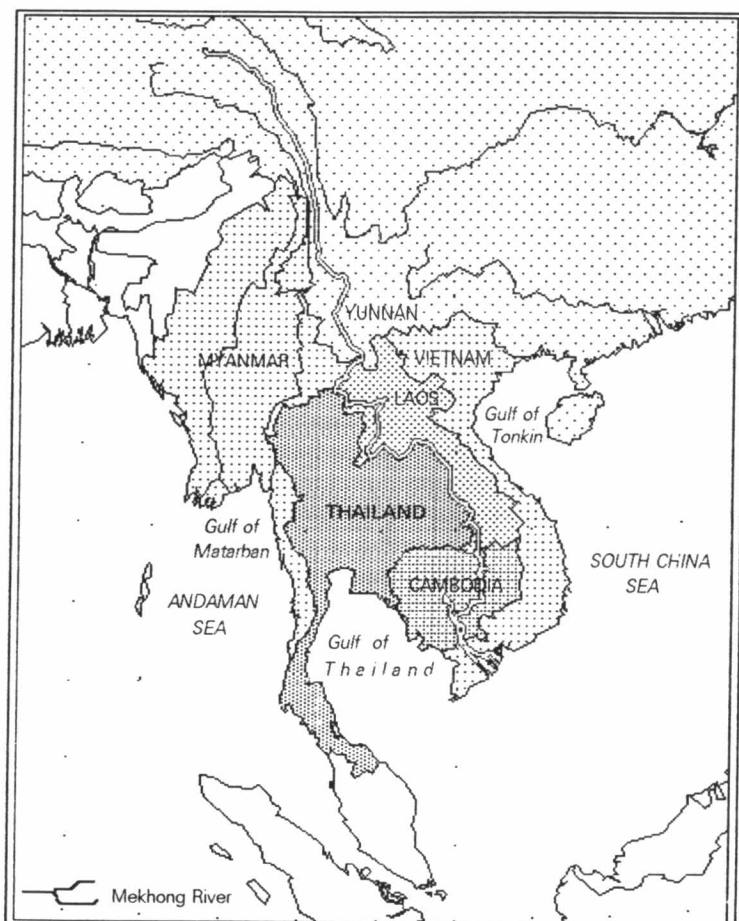 YUNNAN
MYANMAR
VIETNAM
LAOS
Gulf of
Tonkin
THAILAND
Gulf of
Matarban
CAMBODIA
SOUTH CHINA
SEA
ANDAMAN
SEA
Gulf of
Thailand
Mekhong River